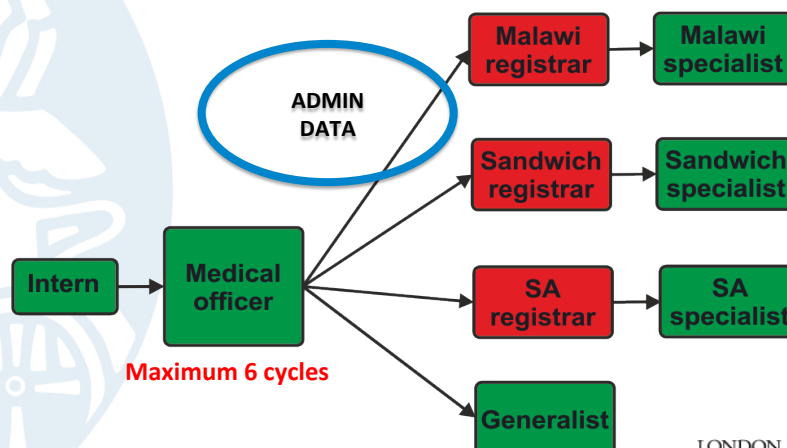 Malawi
registrar
Malawi
specialist
ADMIN
DATA
Sandwich
registrar
Sandwich
specialist
Intern
Medical
officer
SA
registrar
SA
specialist
Maximum 6 cycles
Generalist
LONDON